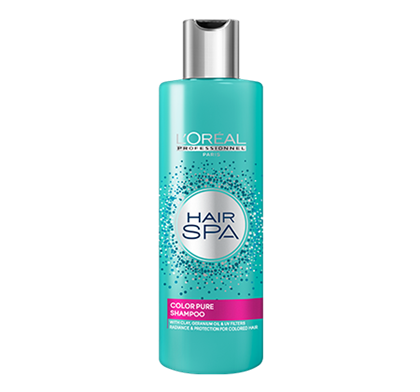 L'ORÉAL
PROFESSIONNEL
PARIS
HAIR
SPA
COLOR PURE
SHAMPOO
WITH CLAY, GERANIUM OIL & UV FILTERS
RADIANCE & PROTECTION FOR COLORED HAIR